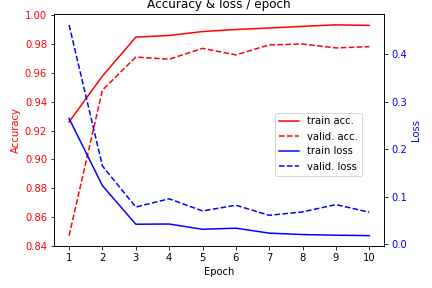 Accuracy & loss / epoch
1.00
0.98
0.96
0.94
0.92
0.90
0.88
0.86
0.84
Accuracy
0.4
0.3
0.2
0.1
0.0
Loss
train acc.
valid. acc.
train loss
valid. loss
1 2 3 4 5 6 7 8 9 10
Epoch